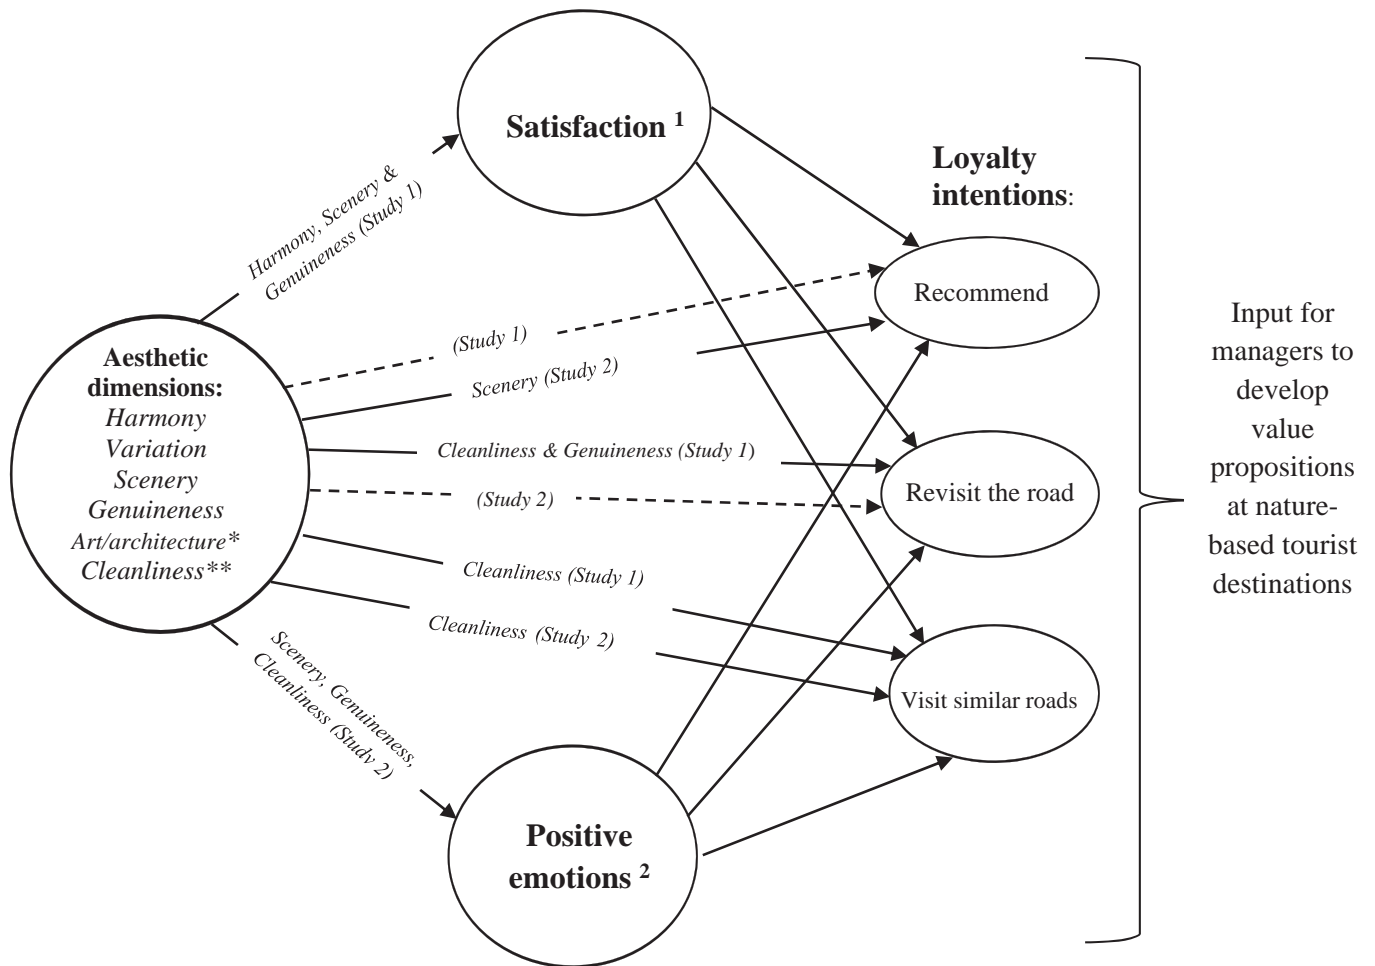 Satisfaction 1
Loyalty
intentions:
Harmony, Scenery &
Genuineness (Study 1)
Recommend
(Study 1)
Scenery (Study 2)
Aesthetic
dimensions:
Harmony
Variation
Scenery
Genuineness
Art/architecture*
Cleanliness**
Cleanliness & Genuineness (Study 1)
(Study 2)
Revisit the road
Cleanliness (Study 1)
Cleanliness (Study 2)
Visit similar roads
Scenery, Genuineness,
Cleanliness (Study 2)
Positive
emotions 2
Input for
managers to
develop
value
propositions
at nature-
based tourist
destinations